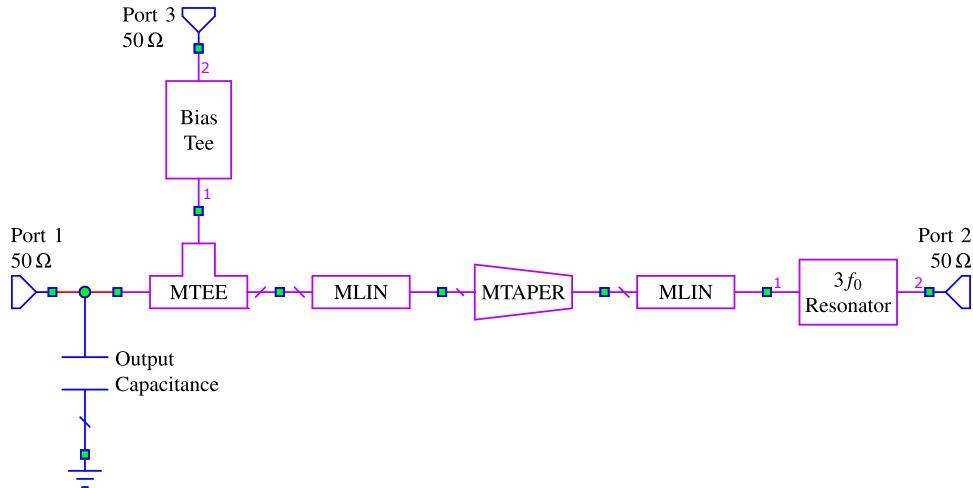 Port 3
50 Ω
2
Bias
Tee
1
Port 1
50 Ω
MTEE
MLIN
MTAPER
MLIN
1
3f₀
Resonator
2
Port 2
50 Ω
Output
Capacitance